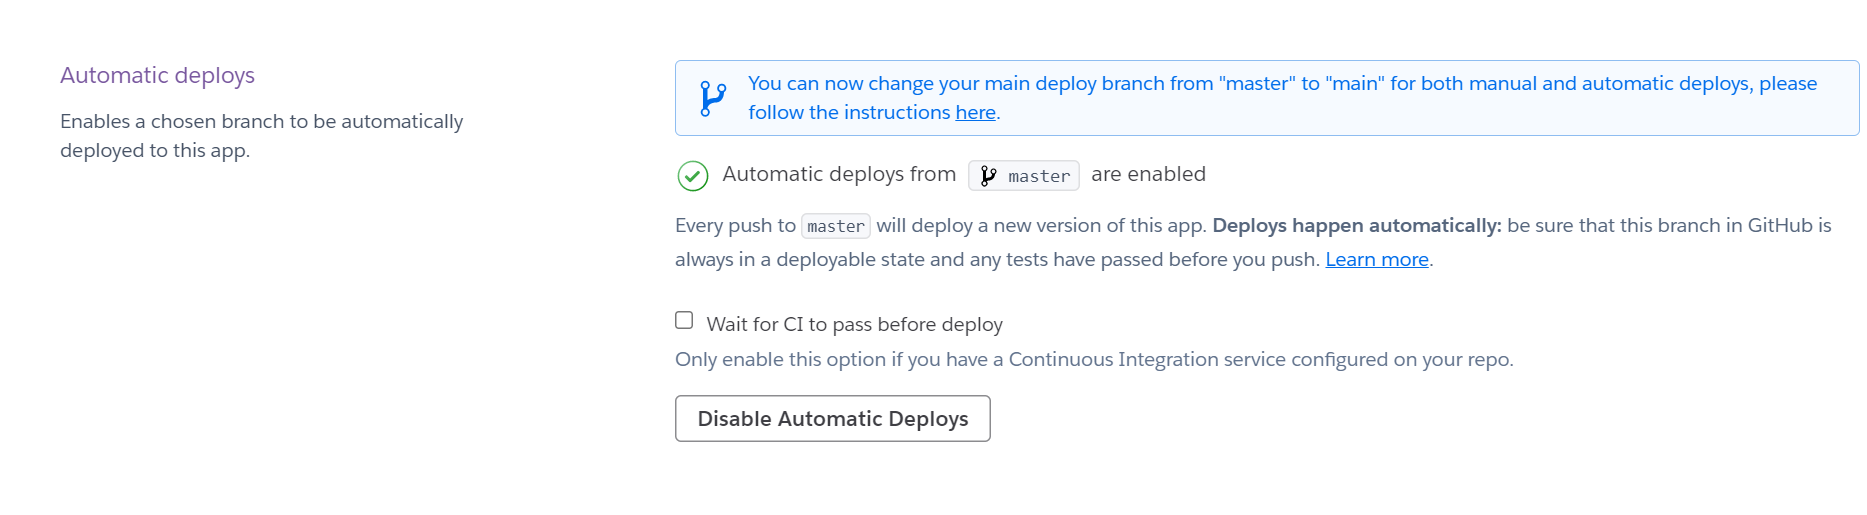 Automatic deploys
Enables a chosen branch to be automatically
deployed to this app.
You can now change your main deploy branch from "master" to "main" for both manual and automatic deploys, please
follow the instructions here.
Automatic deploys from master are enabled
Every push to master will deploy a new version of this app. Deploys happen automatically: be sure that this branch in GitHub is
always in a deployable state and any tests have passed before you push. Learn more.
Wait for CI to pass before deploy
Only enable this option if you have a Continuous Integration service configured on your repo.
Disable Automatic Deploys